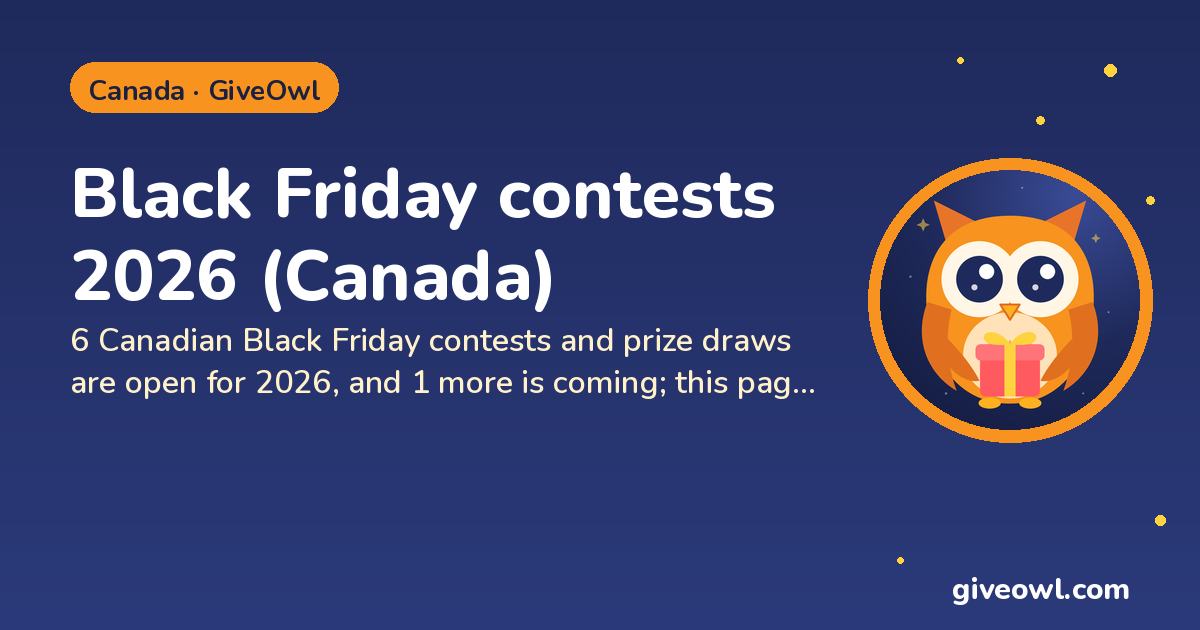 Canada · GiveOwl
Black Friday contests
2026 (Canada)
6 Canadian Black Friday contests and prize draws
are open for 2026, and 1 more is coming; this pag...
giveowl.com